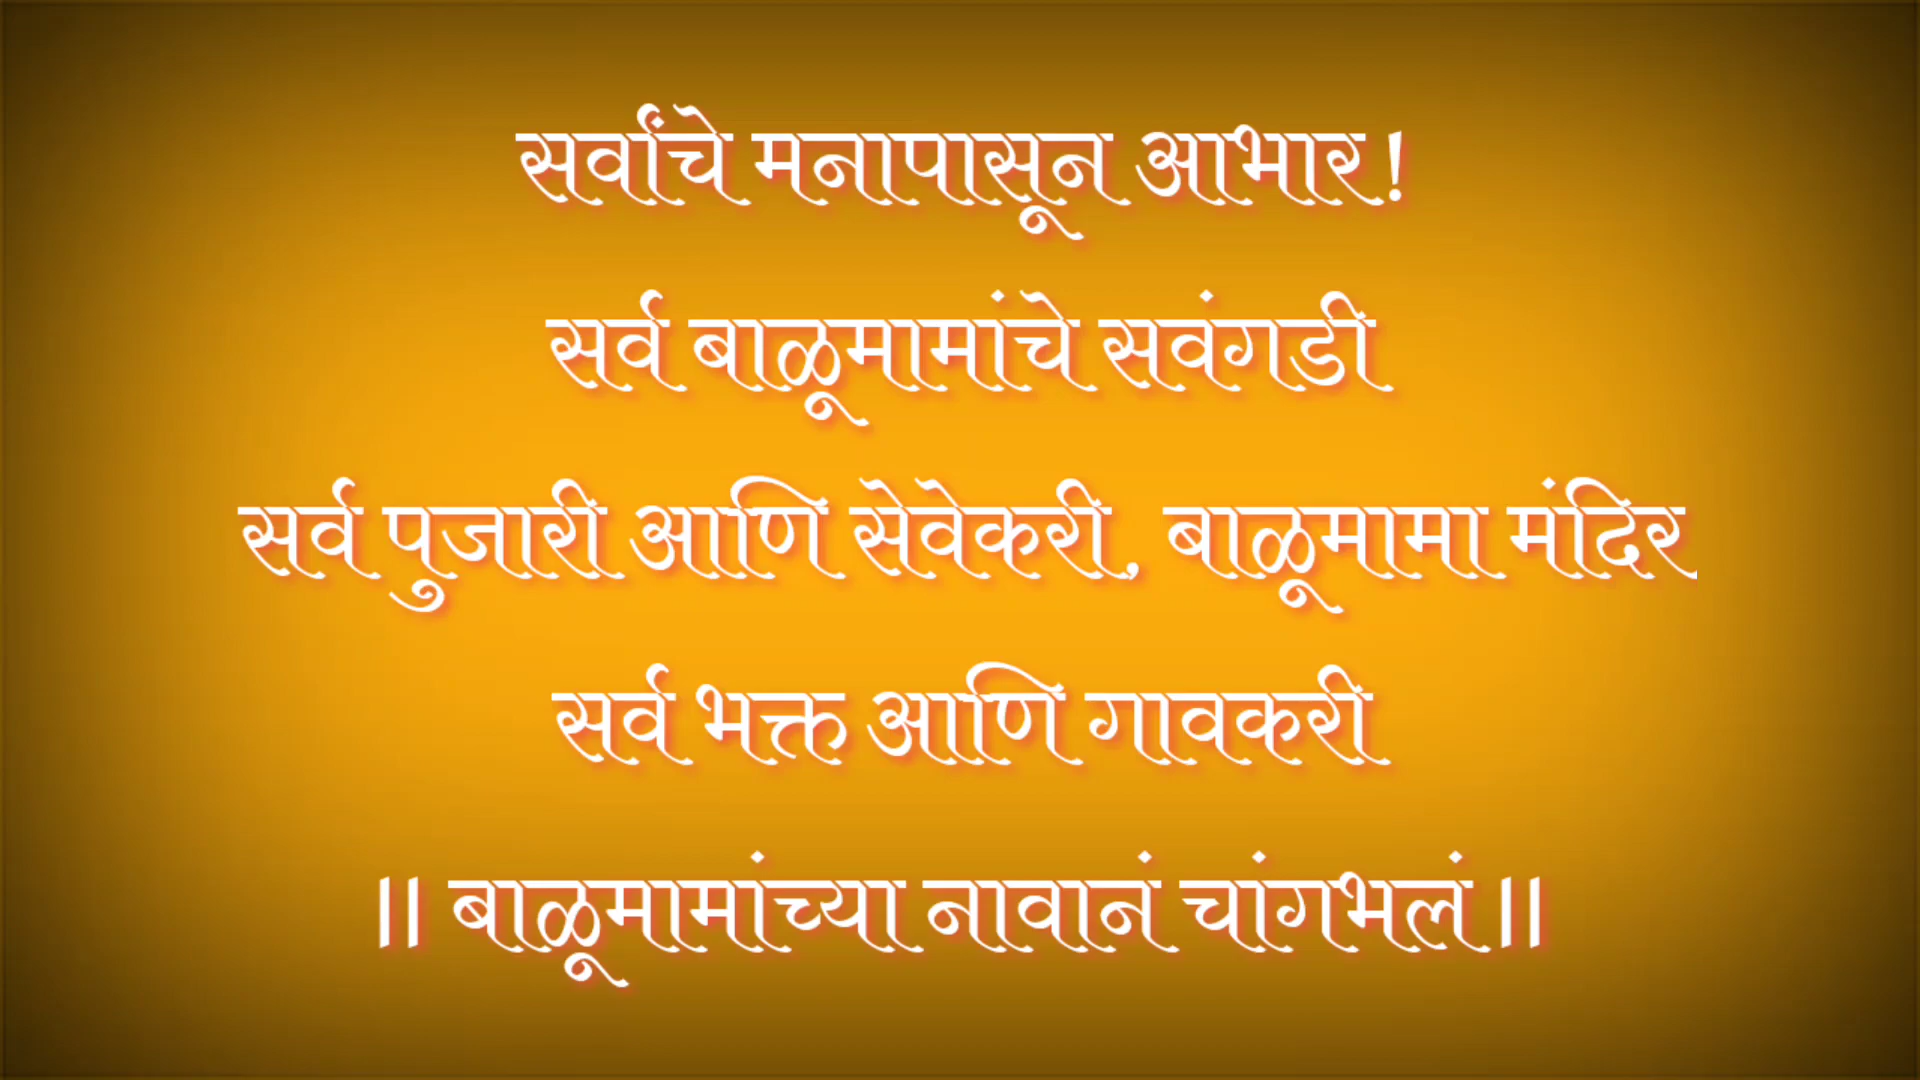 सर्वांचे मनापासून आभार!
सर्व बाळूमामांचे सवंगडी
सर्व पुजारी आणि सेवेकरी, बाळूमामा मंदिर
सर्व भक्त आणि गावकरी
॥ बाळूमामांच्या नावानं चांगभलं ॥